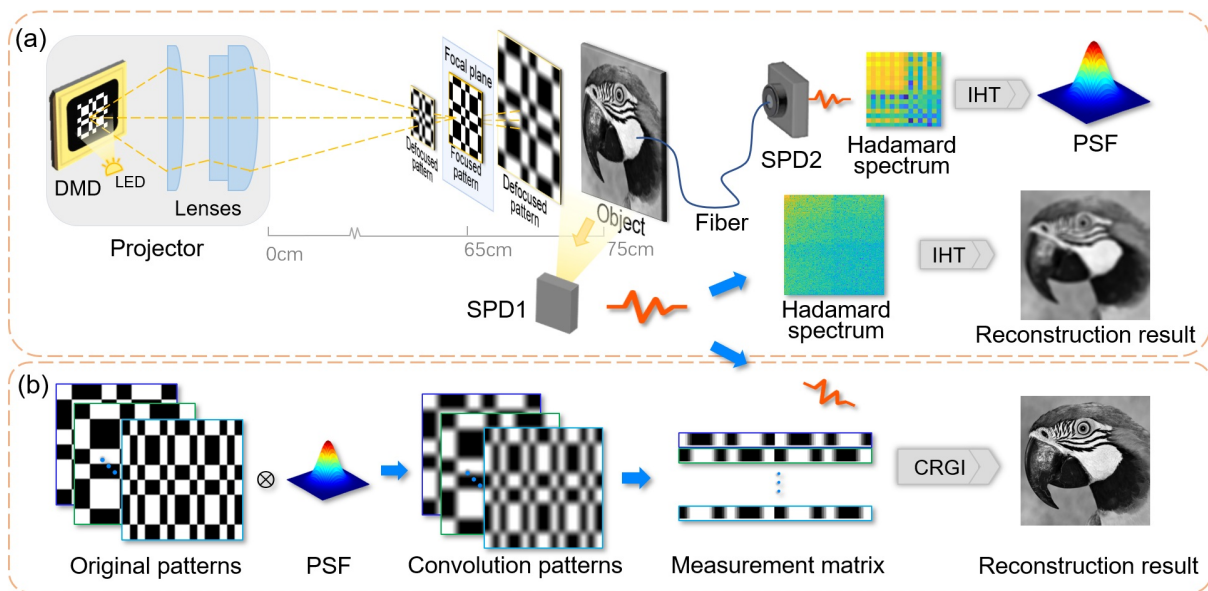 (a)
DMD
LED
Lenses
Projector
Defocused
pattern
Focal plane
Focused
pattern
Defocused
pattern
Object
0cm
65cm
75cm
SPD1
Fiber
SPD2
Hadamard
spectrum
IHT
PSF
Hadamard
spectrum
IHT
Reconstruction result
(b)
Original patterns
⊗
PSF
Convolution patterns
Measurement matrix
CRGI
Reconstruction result